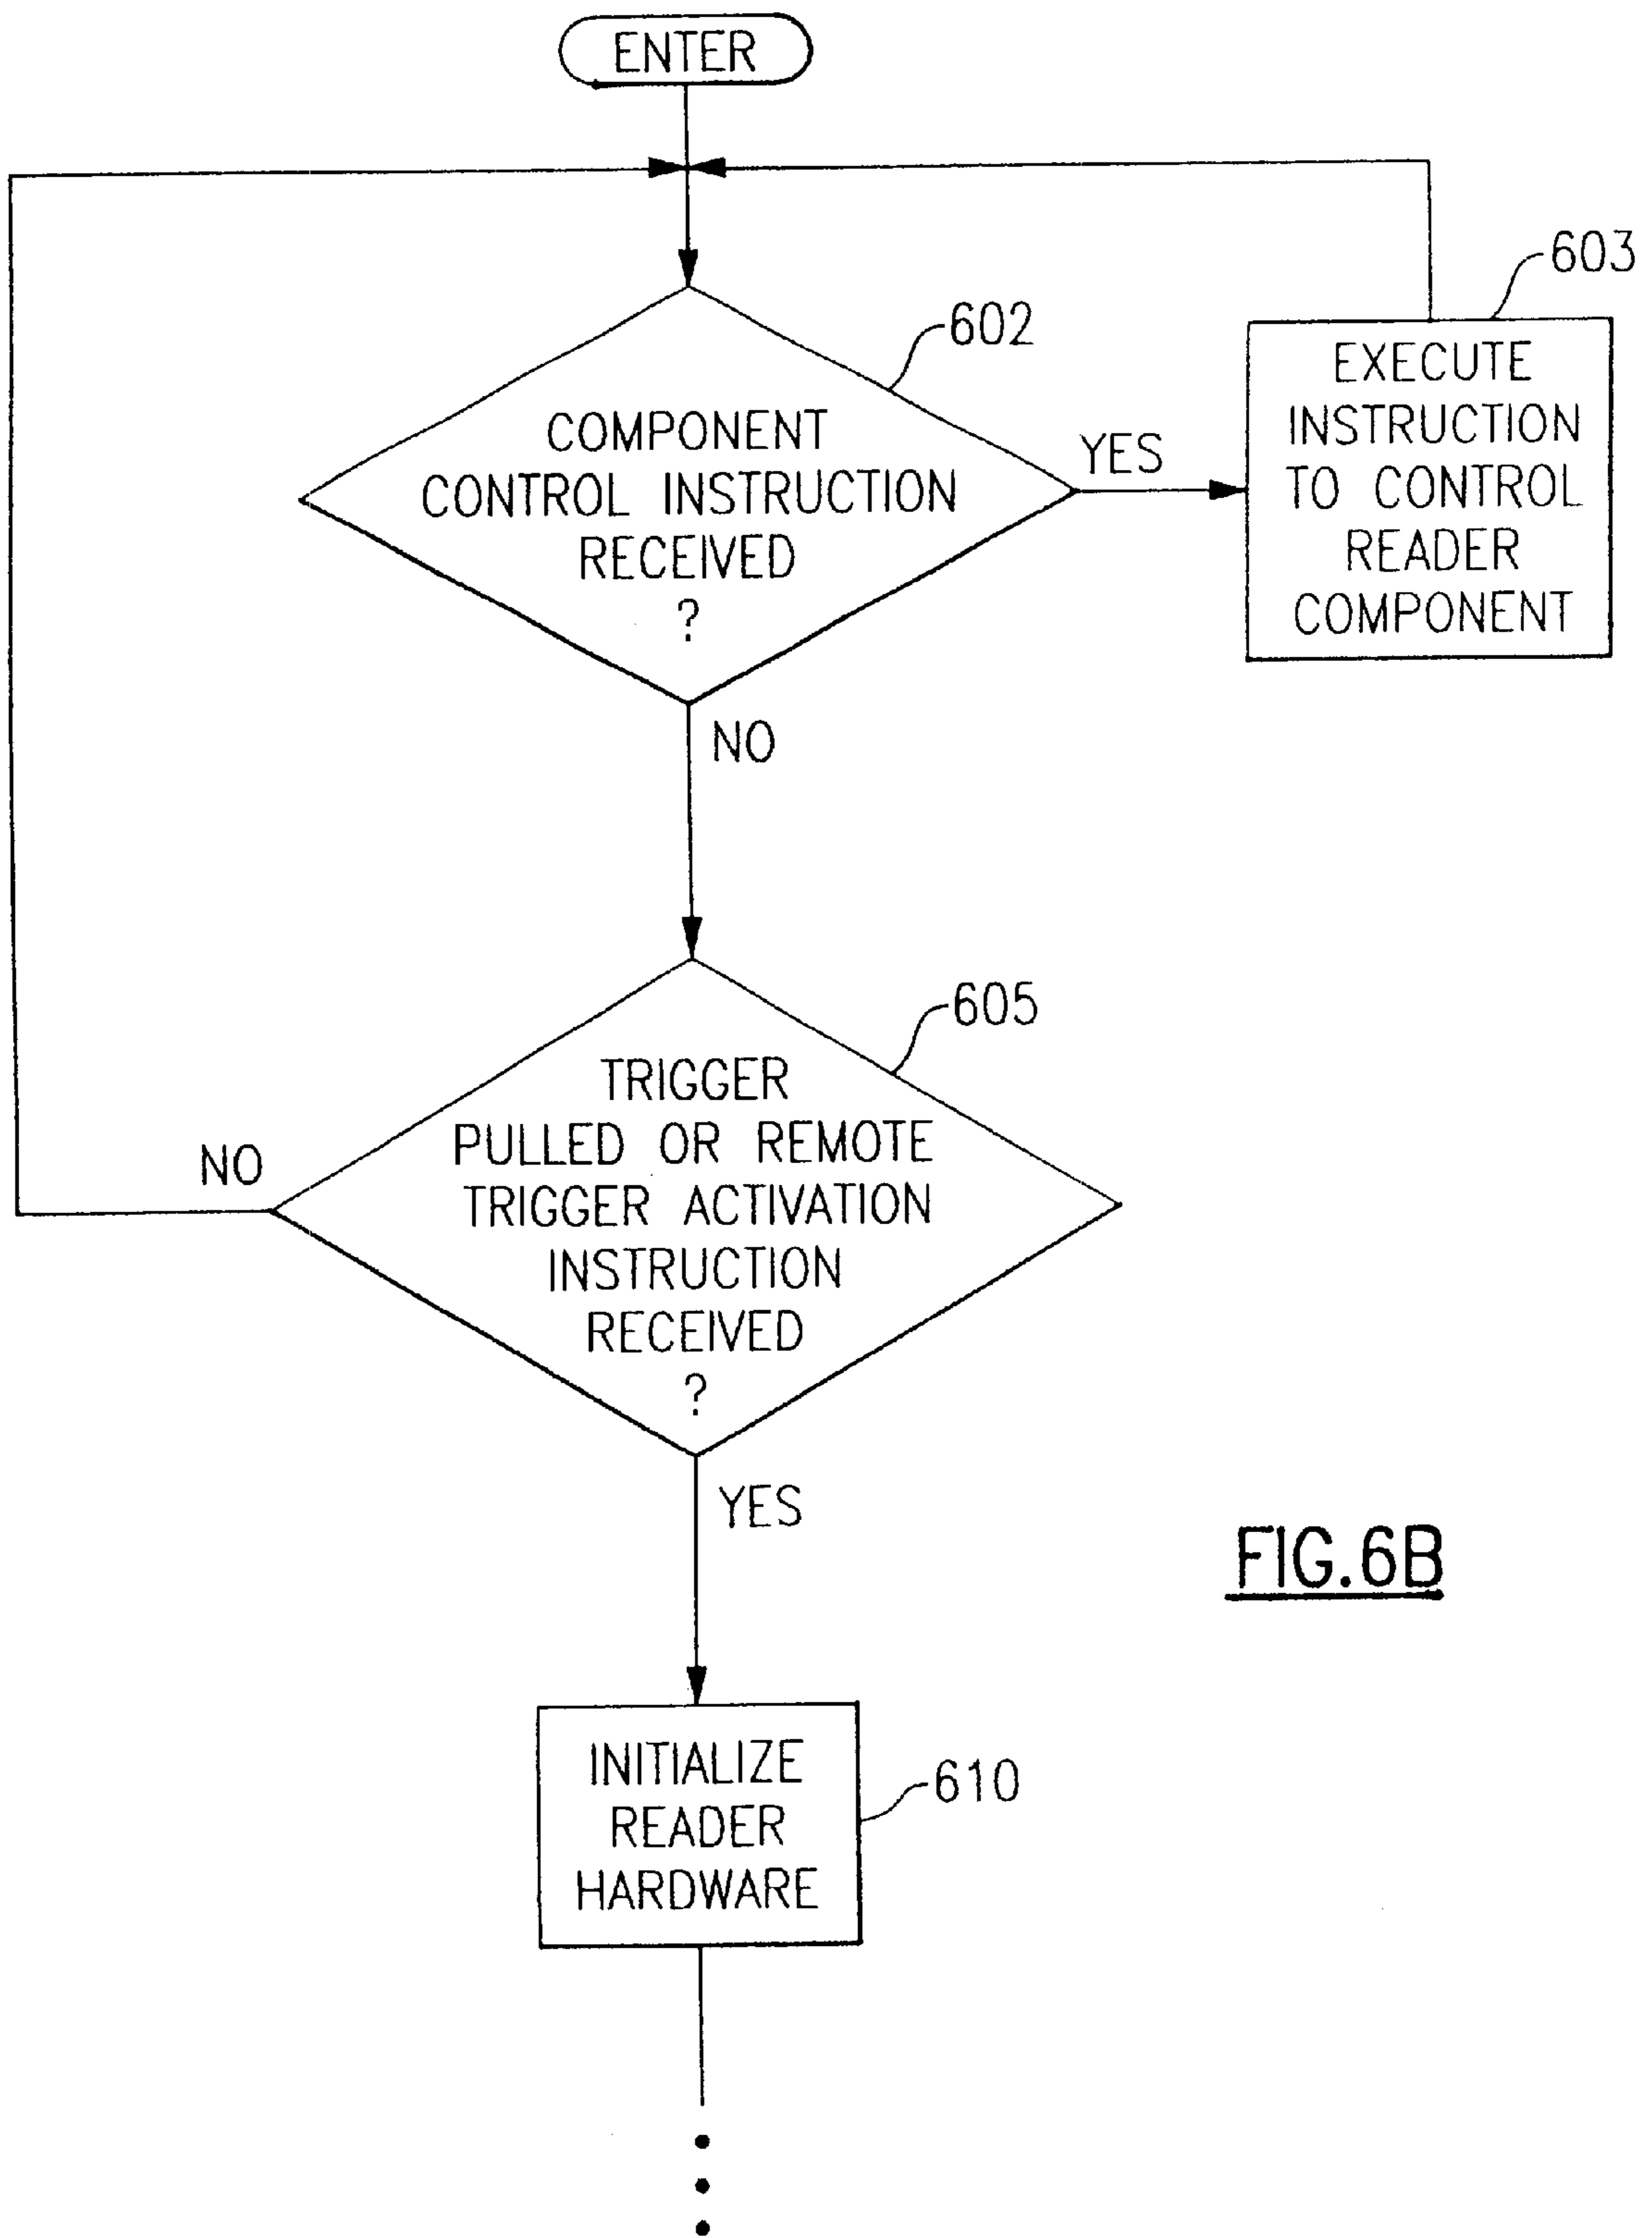 ENTER
602
COMPONENT
CONTROL INSTRUCTION
RECEIVED
?
YES
603
EXECUTE
INSTRUCTION
TO CONTROL
READER
COMPONENT
NO
605
TRIGGER
PULLED OR REMOTE
TRIGGER ACTIVATION
INSTRUCTION
RECEIVED
?
NO
YES
FIG.6B
INITIALIZE
READER
HARDWARE
610